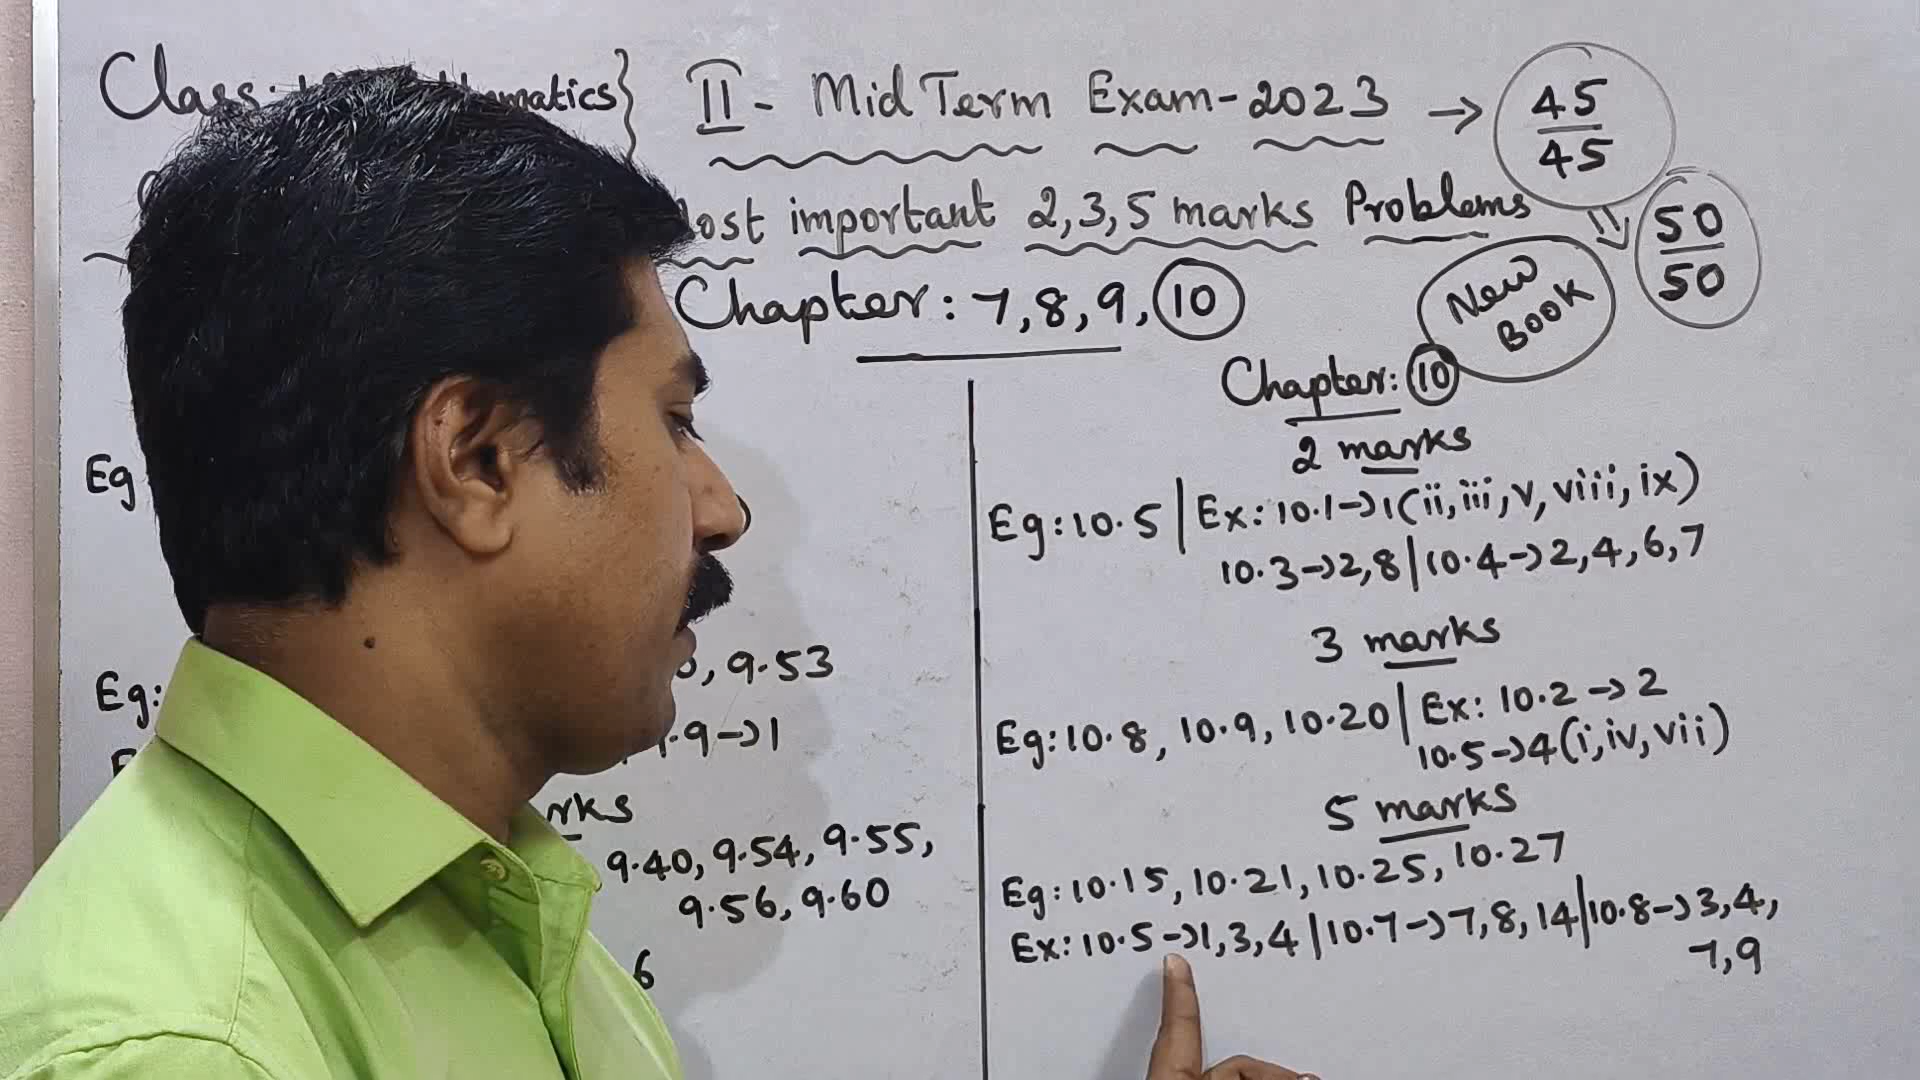 Class:
II - Mid Term Exam-2023 → 45/45
important 2,3,5 marks Problems ⇒ 50/50
Chapter: 7,8,9,10
New
BOOK
Eg
Eg:
, 9.53
9→1
9.40, 9.54, 9.55,
9.56, 9.60
6
Chapter: 10
2 marks
Eg:10.5 | Ex: 10.1→1(ii,iii,v,viii,ix)
10.3→2,8 | 10.4→2,4,6,7
3 marks
Eg:10.8, 10.9, 10.20 | Ex: 10.2→2
10.5→4(i,iv,vii)
5 marks
Eg:10.15, 10.21, 10.25, 10.27
Ex:10.5→1,3,4 | 10.7→7,8,14 | 10.8→3,4,
7,9